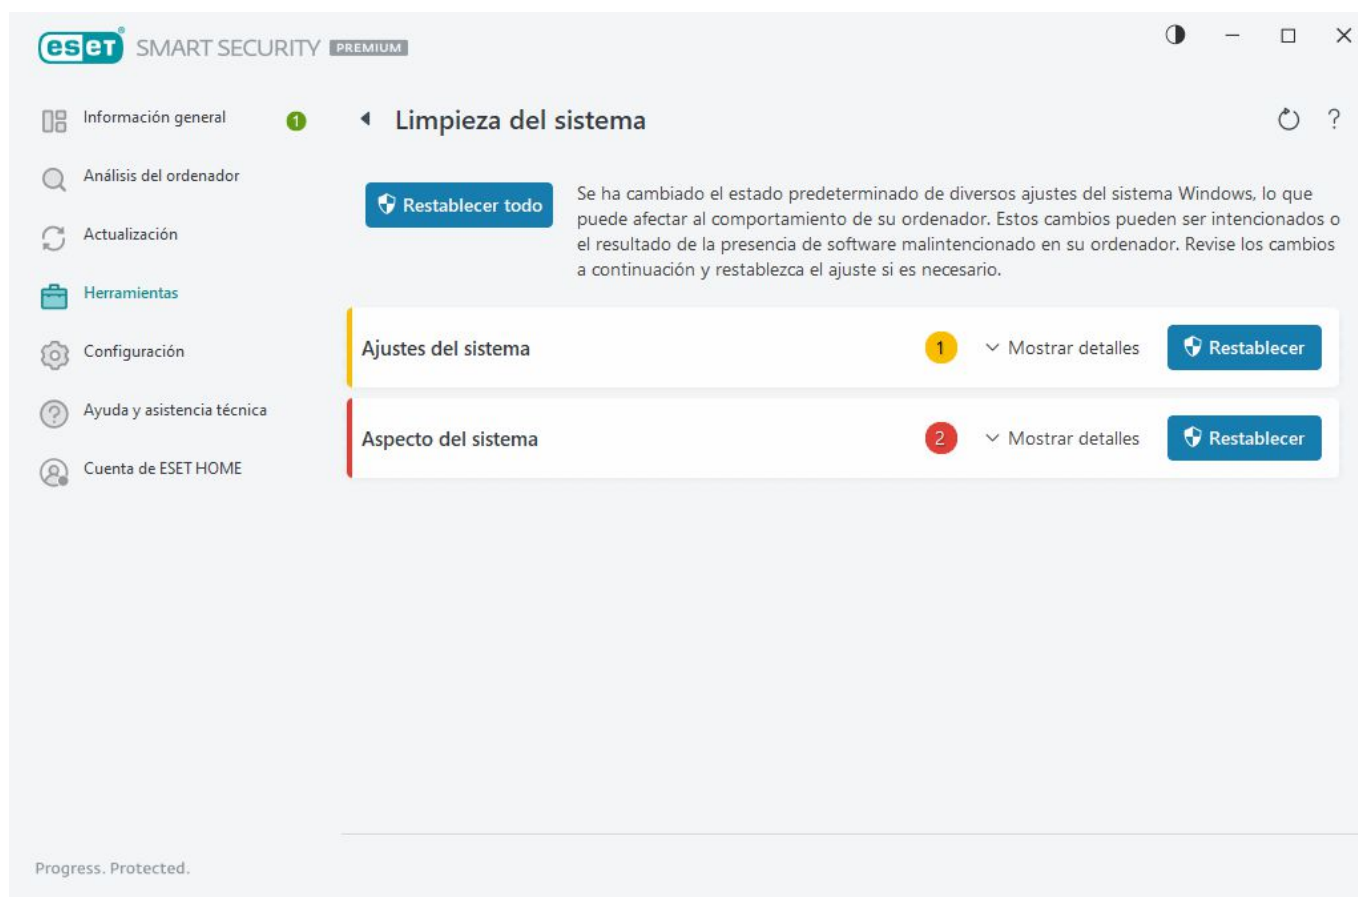 eset SMART SECURITY PREMIUM
Información general 1
Análisis del ordenador
Actualización
Herramientas
Configuración
Ayuda y asistencia técnica
Cuenta de ESET HOME
Limpieza del sistema ?
Restablecer todo
Se ha cambiado el estado predeterminado de diversos ajustes del sistema Windows, lo que
puede afectar al comportamiento de su ordenador. Estos cambios pueden ser intencionados o
el resultado de la presencia de software malintencionado en su ordenador. Revise los cambios
a continuación y restablezca el ajuste si es necesario.
Ajustes del sistema 1 Mostrar detalles Restablecer
Aspecto del sistema 2 Mostrar detalles Restablecer
Progress. Protected.